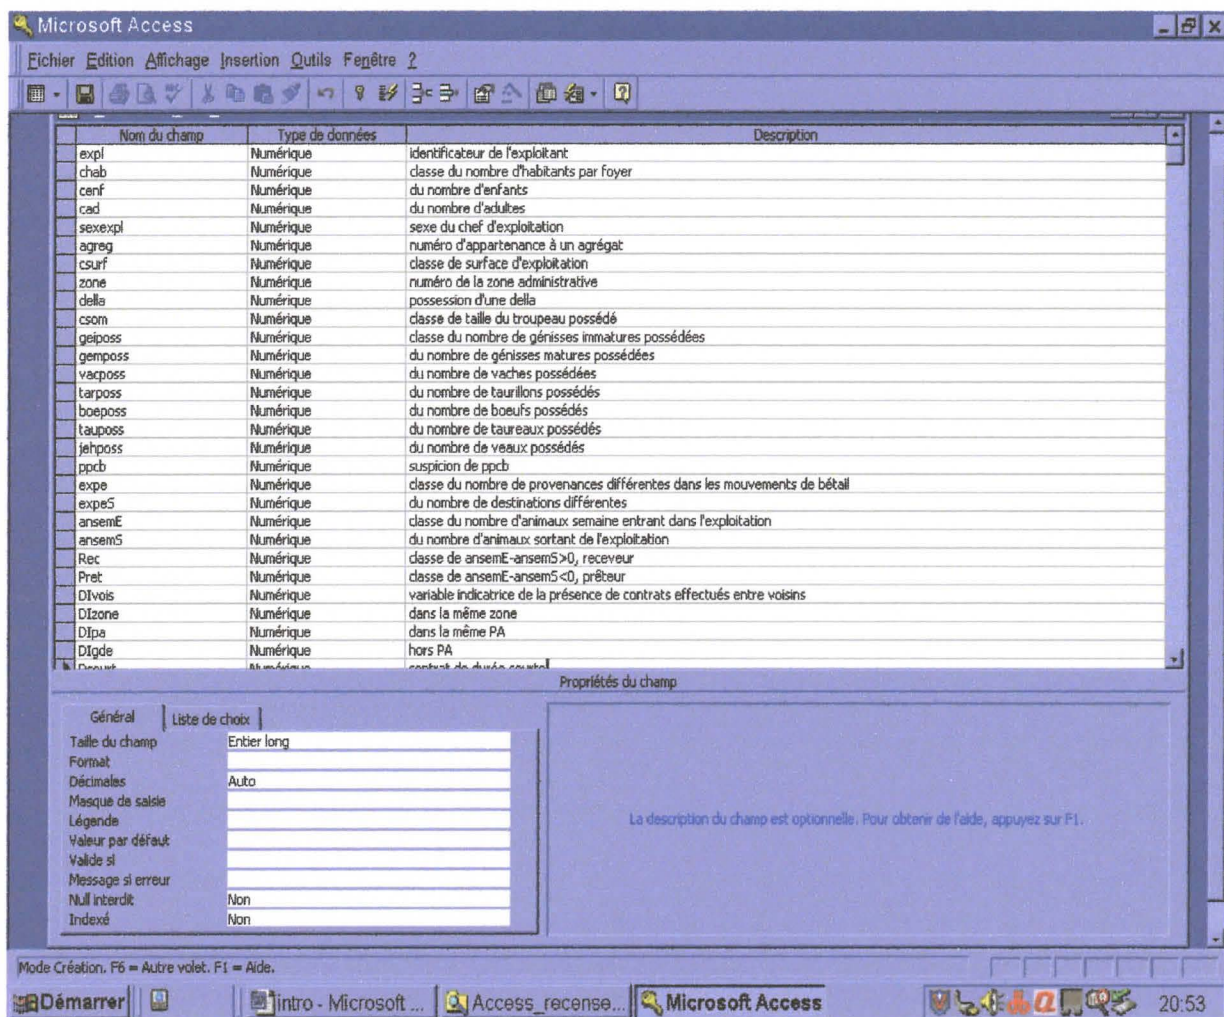 Microsoft Access
Fichier Edition Affichage Insertion Outils Fenêtre ?
Nom du champ Type de données Description
expl Numérique identificateur de l'exploitant
chab Numérique classe du nombre d'habitants par foyer
cenf Numérique du nombre d'enfants
cad Numérique du nombre d'adultes
sexexpl Numérique sexe du chef d'exploitation
agreg Numérique numéro d'appartenance à un agrégat
csurf Numérique classe de surface d'exploitation
zone Numérique numéro de la zone administrative
della Numérique possession d'une della
csom Numérique classe de taille du troupeau possédé
geiposs Numérique classe du nombre de génisses immatures possédées
gemposs Numérique du nombre de génisses matures possédées
vacposs Numérique du nombre de vaches possédées
tarposs Numérique du nombre de taurillons possédés
boeposs Numérique du nombre de boeufs possédés
tauposs Numérique du nombre de taureaux possédés
jehposs Numérique du nombre de veaux possédés
ppcb Numérique suspicion de ppcb
expe Numérique classe du nombre de provenances différentes dans les mouvements de bétail
expeS Numérique du nombre de destinations différentes
ansemE Numérique classe du nombre d'animaux semaine entrant dans l'exploitation
ansemS Numérique du nombre d'animaux sortant de l'exploitation
Rec Numérique classe de ansemE-ansemS>0, receveur
Pret Numérique classe de ansemE-ansemS<0, prêteur
DIvois Numérique variable indicatrice de la présence de contrats effectués entre voisins
DIzone Numérique dans la même zone
DIpa Numérique dans la même PA
DIgde Numérique hors PA
Dcourt Numérique contrat de durée courte
Propriétés du champ
Général Liste de choix
Taille du champ Entier long
Format
Décimales Auto
Masque de saisie
Légende
Valeur par défaut
Valide si
Message si erreur
Null interdit Non
Indexé Non
La description du champ est optionnelle. Pour obtenir de l'aide, appuyez sur F1.
Mode Création. F6 = Autre volet. F1 = Aide.
Démarrer intro - Microsoft ... Access_recense... Microsoft Access 20:53